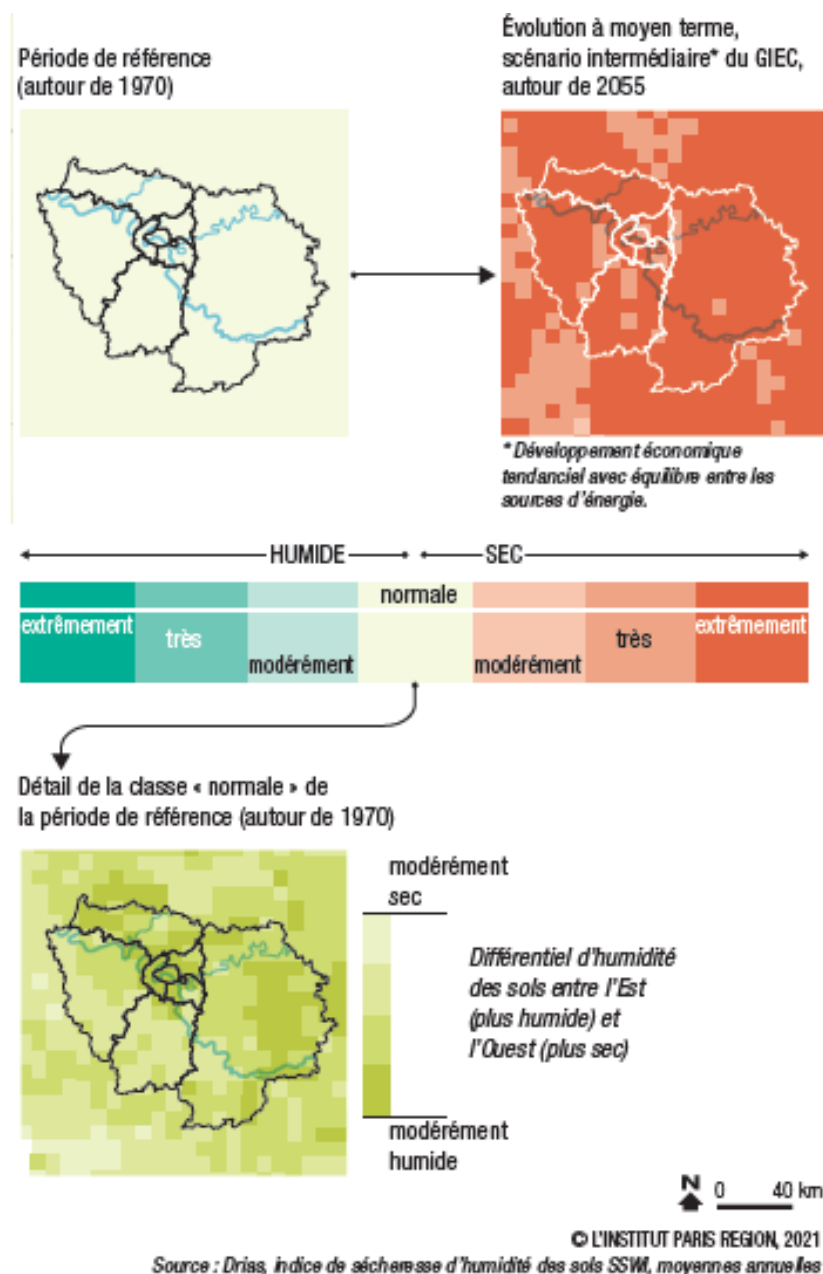 Période de référence
(autour de 1970)
Évolution à moyen terme,
scénario intermédiaire* du GIEC,
autour de 2055
* Développement économique
tendanciel avec équilibre entre les
sources d'énergie.
HUMIDE
SEC
normale
extrêmement
très
modérément
modérément
très
extrêmement
Détail de la classe « normale » de
la période de référence (autour de 1970)
modérément
sec
Différentiel d'humidité
des sols entre l'Est
(plus humide) et
l'Ouest (plus sec)
modérément
humide
N
0 40 km
© L'INSTITUT PARIS REGION, 2021
Source : Drias, indice de sécheresse d'humidité des sols SSWI, moyennes annuelles